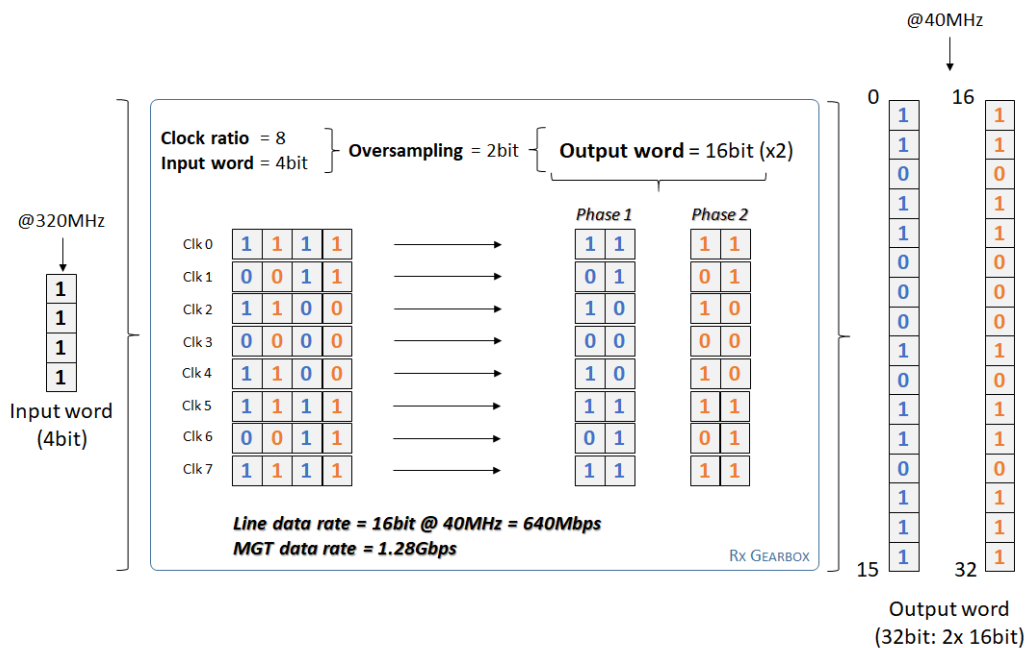 @40MHz
0
16
Clock ratio = 8
Input word = 4bit
Oversampling = 2bit
Output word = 16bit (x2)
@320MHz
Phase 1 Phase 2
Clk 0 1 1 1 1 1 1 1 1
Clk 1 0 0 1 1 0 1 0 1
Clk 2 1 1 0 0 1 0 1 0
Clk 3 0 0 0 0 0 0 0 0
Clk 4 1 1 0 0 1 0 1 0
Clk 5 1 1 1 1 1 1 1 1
Clk 6 0 0 1 1 0 1 0 1
Clk 7 1 1 1 1 1 1 1 1
1
1
1
1
Input word
(4bit)
Line data rate = 16bit @ 40MHz = 640Mbps
MGT data rate = 1.28Gbps
RX GEARBOX
1 1
1 1
0 0
1 1
1 1
0 0
0 0
0 0
1 1
0 0
1 1
1 1
0 0
1 1
1 1
1 1
15
32
Output word
(32bit: 2x 16bit)